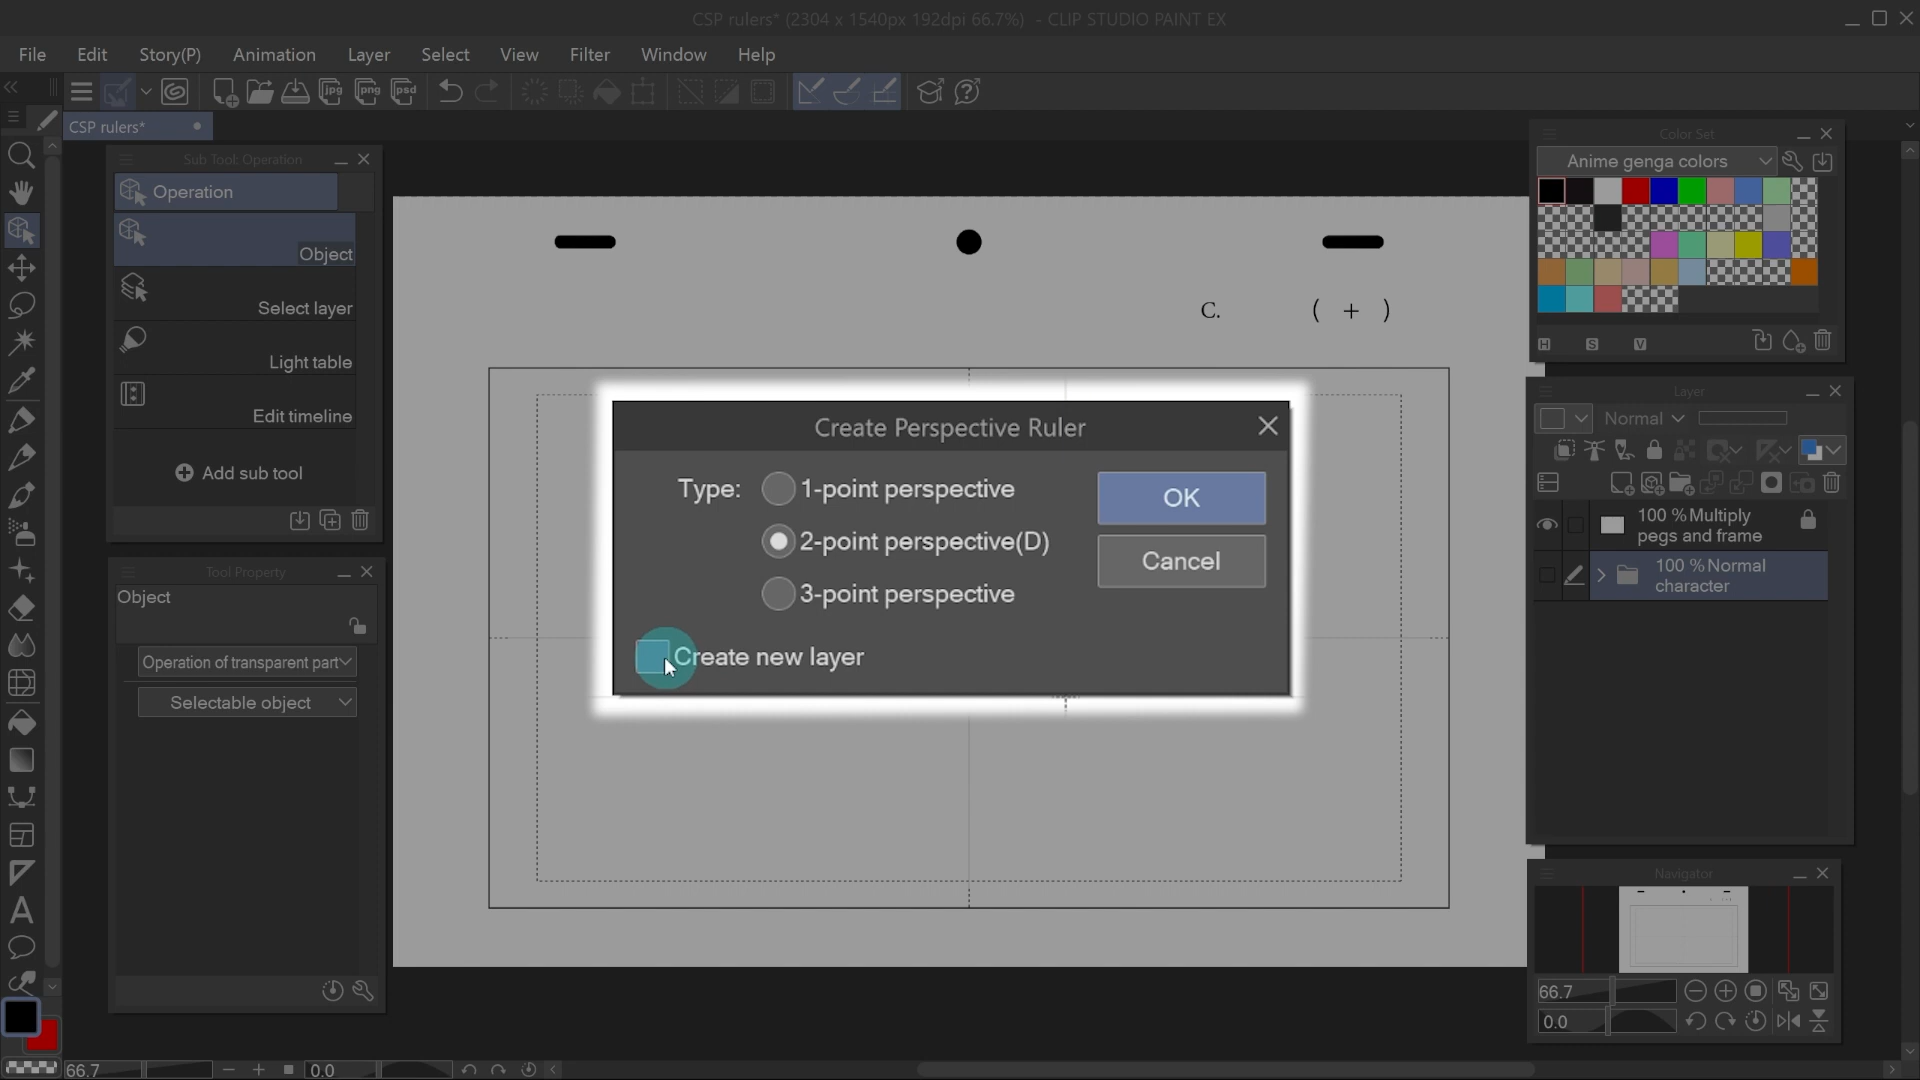 CSP rulers* (2304 x 1540px 192dpi 66.7%) - CLIP STUDIO PAINT EX
File Edit Story(P) Animation Layer Select View Filter Window Help
jpg png psd
CSP rulers*
Sub Tool: Operation
Operation
Object
Select layer
Light table
Edit timeline
Add sub tool
Tool Property
Object
Operation of transparent part
Selectable object
C. ( + )
Create Perspective Ruler
Type: 1-point perspective
2-point perspective(D)
3-point perspective
OK
Cancel
Create new layer
Color Set
Anime genga colors
H S V
Layer
Normal
100 %Multiply
pegs and frame
100 %Normal
character
Navigator
66.7
0.0
66.7 0.0